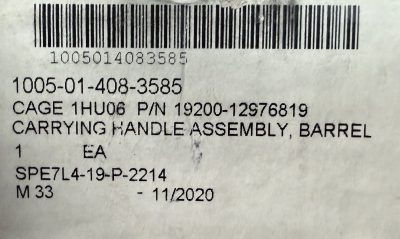 1005014083585
1005-01-408-3585
CAGE 1HU06 P/N 19200-12976819
CARRYING HANDLE ASSEMBLY, BARREL
1 EA
SPE7L4-19-P-2214
M 33 - 11/2020